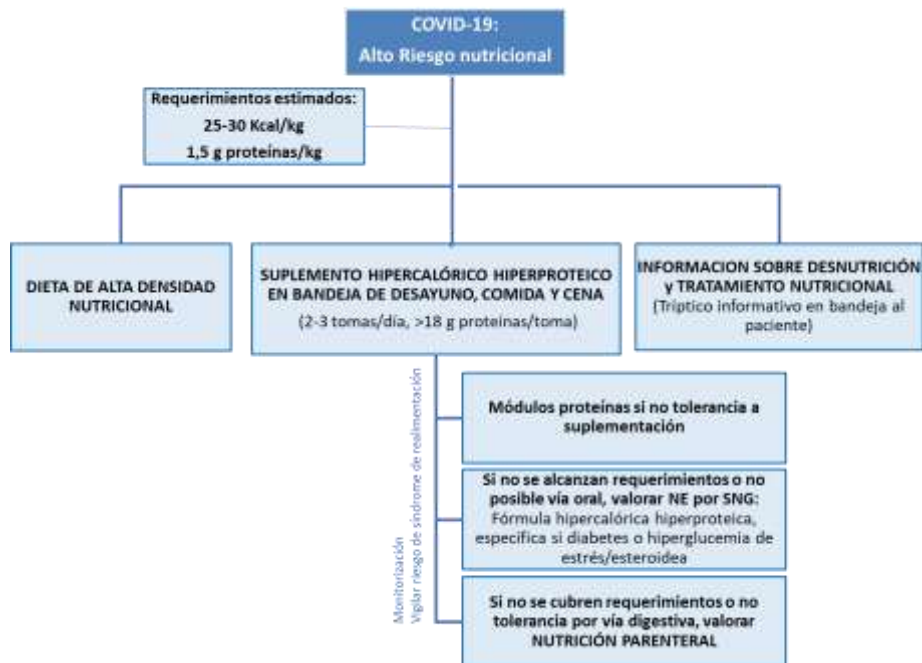 COVID-19:
Alto Riesgo nutricional
Requerimientos estimados:
25-30 Kcal/kg
1,5 g proteínas/kg
DIETA DE ALTA DENSIDAD
NUTRICIONAL
SUPLEMENTO HIPERCALÓRICO HIPERPROTEICO
EN BANDEJA DE DESAYUNO, COMIDA Y CENA
(2-3 tomas/día, >18 g proteínas/toma)
INFORMACION SOBRE DESNUTRICIÓN
y TRATAMIENTO NUTRICIONAL
(Tríptico informativo en bandeja al
paciente)
Monitorización
Vigilar riesgo de síndrome de realimentación
Módulos proteínas si no tolerancia a
suplementación
Si no se alcanzan requerimientos o no
posible vía oral, valorar NE por SNG:
Fórmula hipercalórica hiperproteica,
específica si diabetes o hiperglucemia de
estrés/esteroidea
Si no se cubren requerimientos o no
tolerancia por vía digestiva, valorar
NUTRICIÓN PARENTERAL